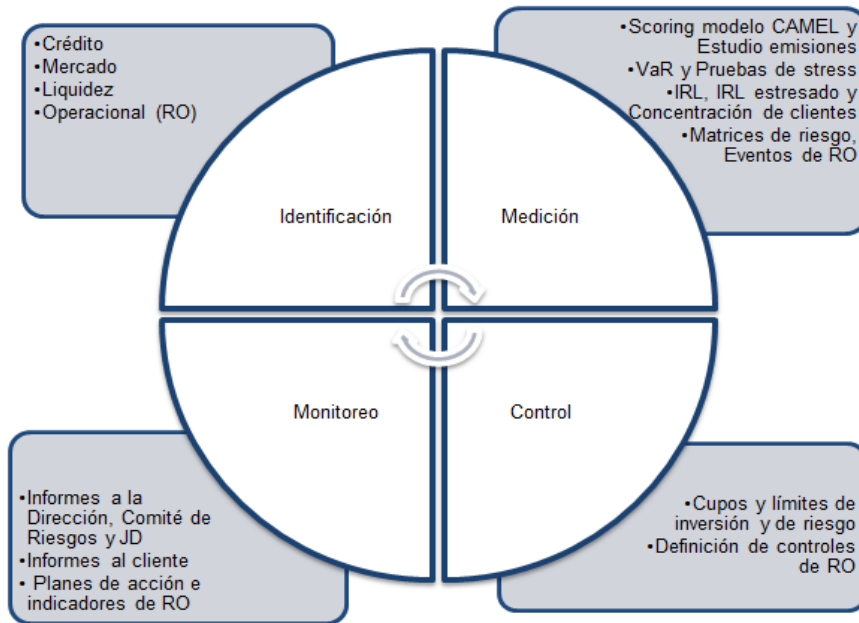 •Crédito
•Mercado
•Liquidez
•Operacional (RO)
•Scoring modelo CAMEL y
Estudio emisiones
•VaR y Pruebas de stress
•IRL, IRL estresado y
Concentración de clientes
•Matrices de riesgo,
Eventos de RO
Identificación
Medición
Monitoreo
Control
•Informes a la
Dirección, Comité de
Riesgos y JD
•Informes al cliente
• Planes de acción e
indicadores de RO
•Cupos y límites de
inversión y de riesgo
•Definición de controles
de RO